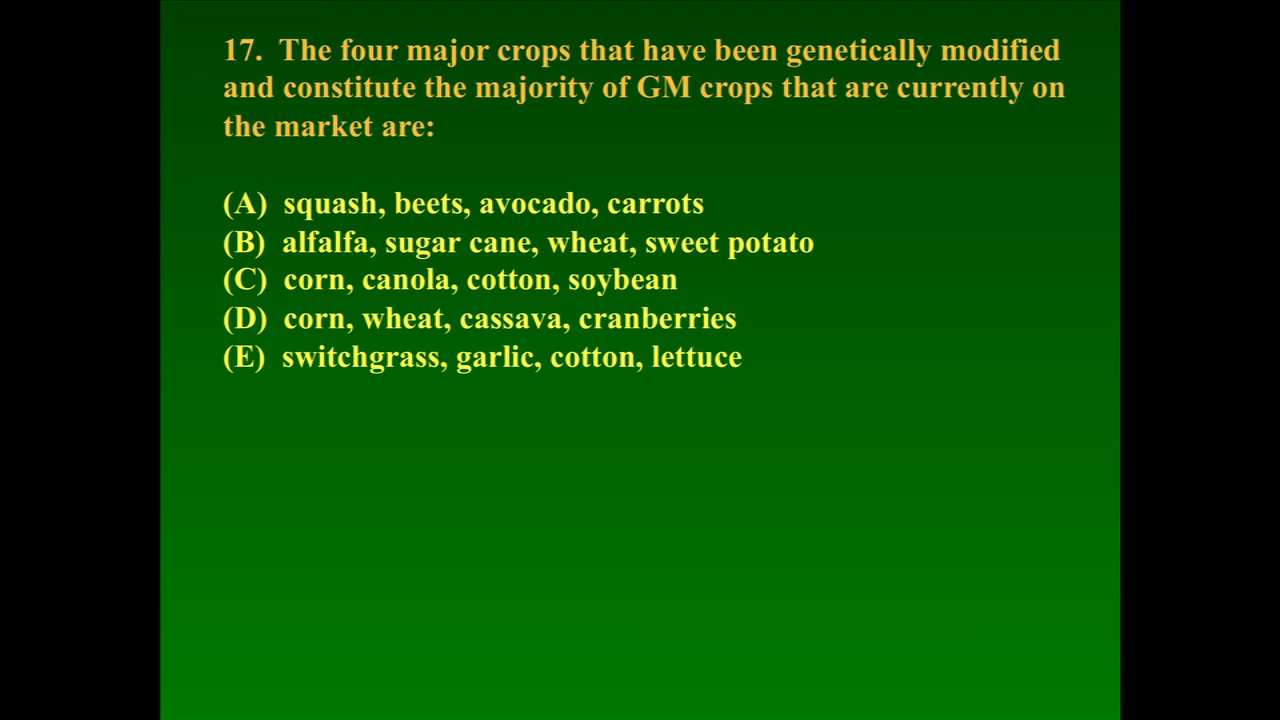 17. The four major crops that have been genetically modified
and constitute the majority of GM crops that are currently on
the market are:
(A) squash, beets, avocado, carrots
(B) alfalfa, sugar cane, wheat, sweet potato
(C) corn, canola, cotton, soybean
(D) corn, wheat, cassava, cranberries
(E) switchgrass, garlic, cotton, lettuce